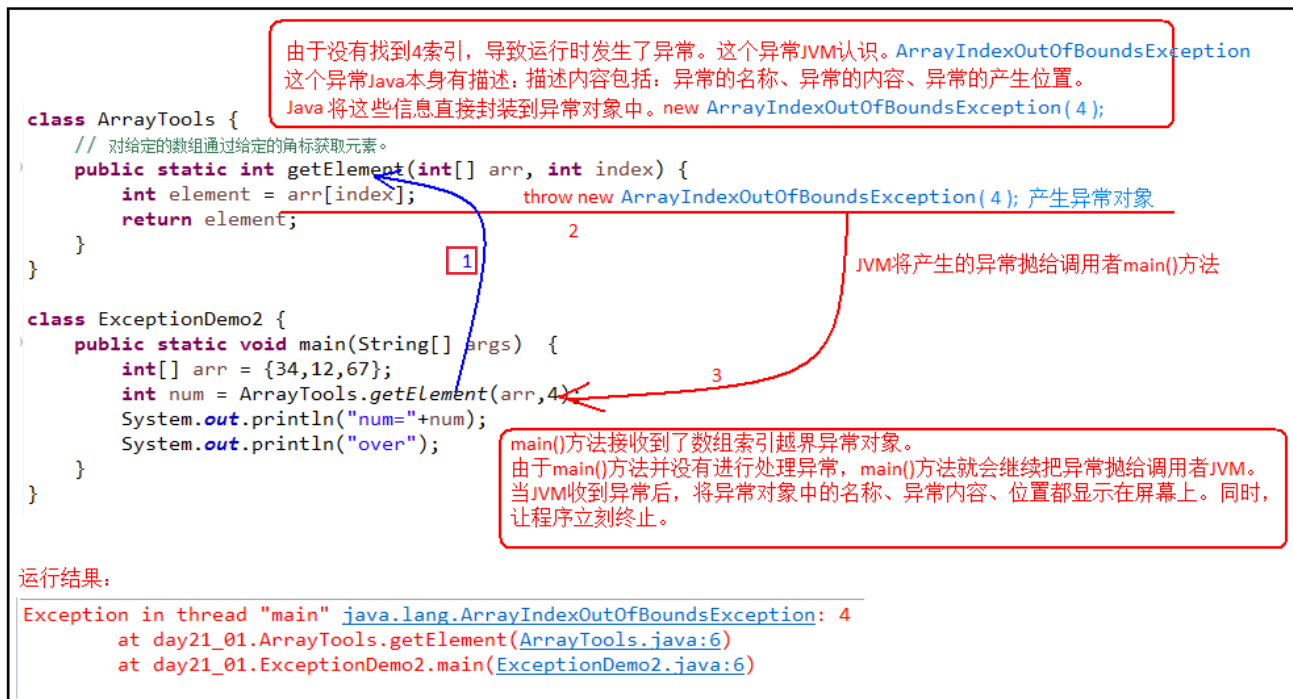 由于没有找到4索引，导致运行时发生了异常。这个异常JVM认识。ArrayIndexOutOfBoundsException
这个异常Java本身有描述：描述内容包括：异常的名称、异常的内容、异常的产生位置。
Java 将这些信息直接封装到异常对象中。new ArrayIndexOutOfBoundsException( 4 );
class ArrayTools {
// 对给定的数组通过给定的角标获取元素。
public static int getElement(int[] arr, int index) {
int element = arr[index];
throw new ArrayIndexOutOfBoundsException( 4 ); 产生异常对象
return element;
2
}
1
JVM将产生的异常抛给调用者main()方法
}
class ExceptionDemo2 {
public static void main(String[] args) {
int[] arr = {34,12,67};
3
int num = ArrayTools.getElement(arr,4);
System.out.println("num="+num);
System.out.println("over");
}
}
main()方法接收到了数组索引越界异常对象。
由于main()方法并没有进行处理异常，main()方法就会继续把异常抛给调用者JVM。
当JVM收到异常后，将异常对象中的名称、异常内容、位置都显示在屏幕上。同时，
让程序立刻终止。
运行结果：
Exception in thread "main" java.lang.ArrayIndexOutOfBoundsException: 4
at day21_01.ArrayTools.getElement(ArrayTools.java:6)
at day21_01.ExceptionDemo2.main(ExceptionDemo2.java:6)